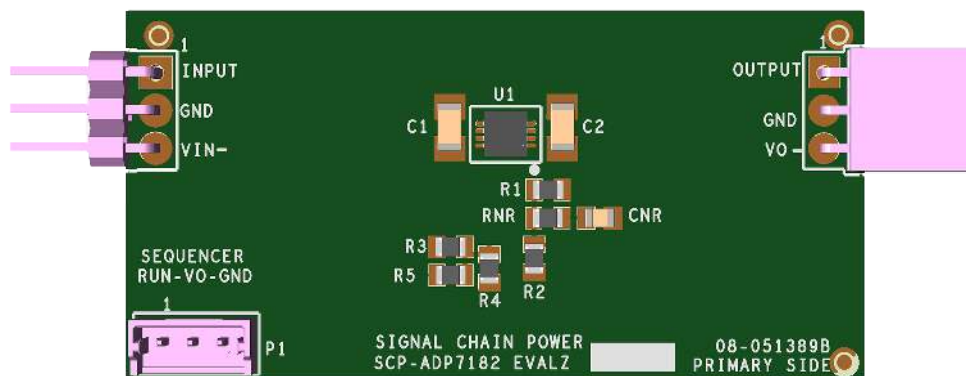 1
INPUT
GND
VIN-
1
OUTPUT
GND
VO-
U1
C1
C2
R1
RNR
CNR
R3
R5
R4
R2
SEQUENCER
RUN-VO-GND
1
P1
SIGNAL CHAIN POWER
SCP-ADP7182 EVALZ
08-051389B
PRIMARY SIDE